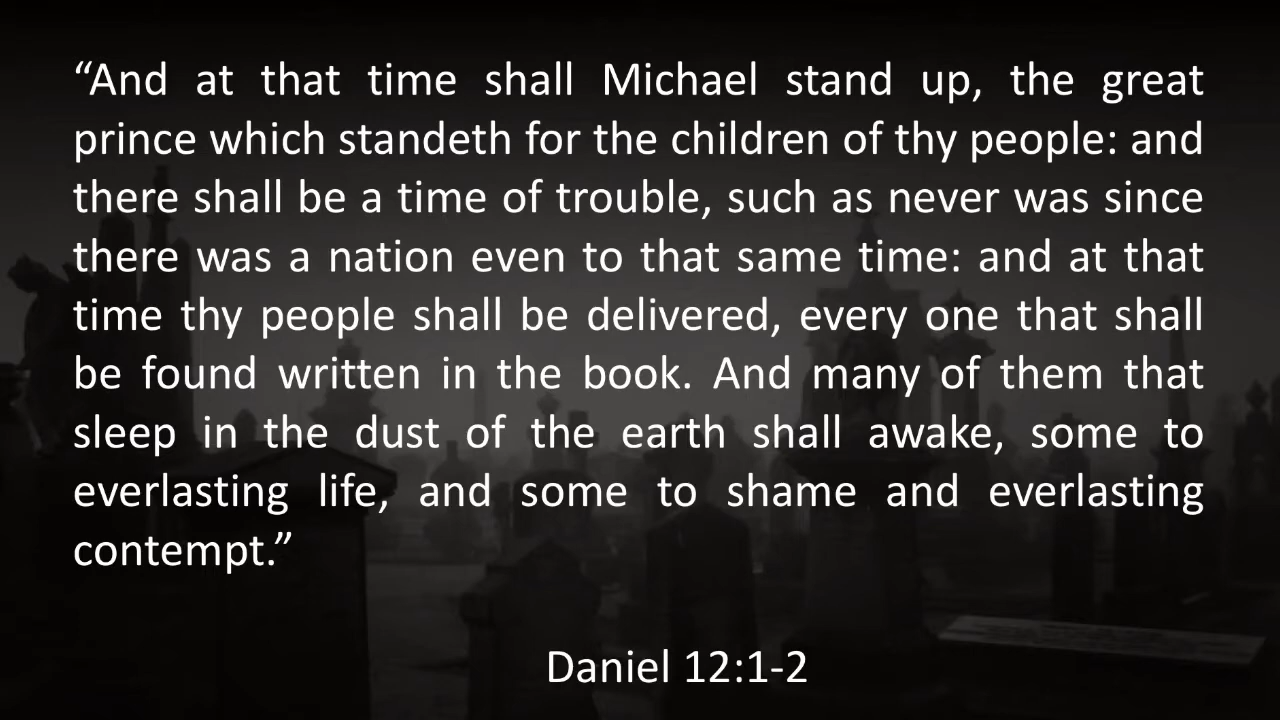 “And at that time shall Michael stand up, the great
prince which standeth for the children of thy people: and
there shall be a time of trouble, such as never was since
there was a nation even to that same time: and at that
time thy people shall be delivered, every one that shall
be found written in the book. And many of them that
sleep in the dust of the earth shall awake, some to
everlasting life, and some to shame and everlasting
contempt.”
Daniel 12:1-2